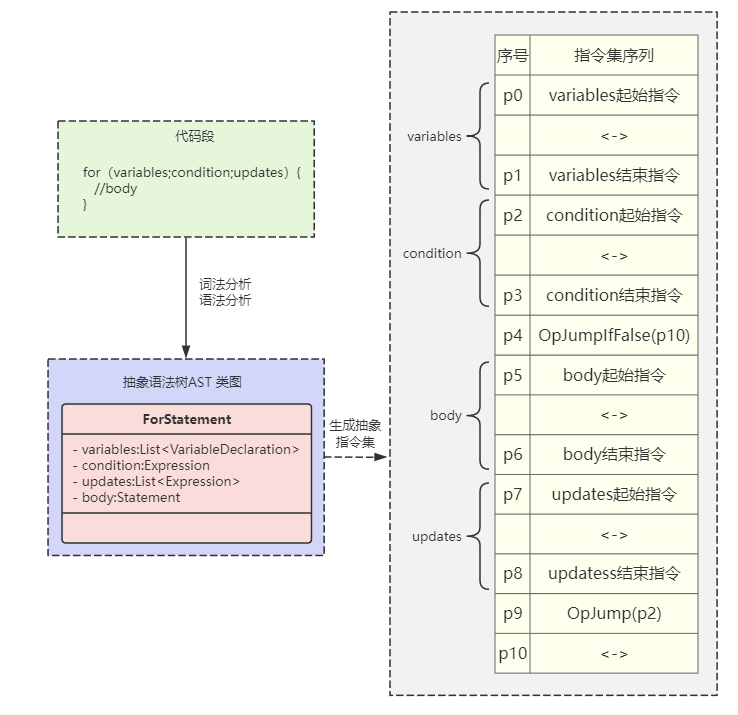 代码段
for（variables;condition;updates）{
//body
}
词法分析
语法分析
抽象语法树AST 类图
ForStatement
- variables:List<VariableDeclaration>
- condition:Expression
- updates:List<Expression>
- body:Statement
生成抽象
指令集
序号 指令集序列
variables
p0 variables起始指令
<->
p1 variables结束指令
condition
p2 condition起始指令
<->
p3 condition结束指令
p4 OpJumpIfFalse(p10)
body
p5 body起始指令
<->
p6 body结束指令
updates
p7 updates起始指令
<->
p8 updatess结束指令
p9 OpJump(p2)
p10 <->